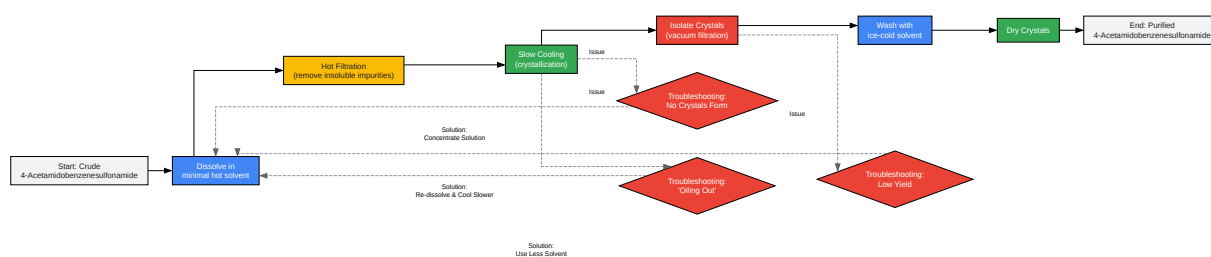 Start: Crude
4-Acetamidobenzenesulfonamide
Dissolve in
minimal hot solvent
Hot Filtration
(remove insoluble impurities)
Slow Cooling
(crystallization)
Isolate Crystals
(vacuum filtration)
Wash with
ice-cold solvent
Dry Crystals
End: Purified
4-Acetamidobenzenesulfonamide
Issue
Troubleshooting:
No Crystals Form
Issue
Issue
Solution:
Concentrate Solution
Troubleshooting:
'Oiling Out'
Troubleshooting:
Low Yield
Solution:
Re-dissolve & Cool Slower
Solution:
Use Less Solvent